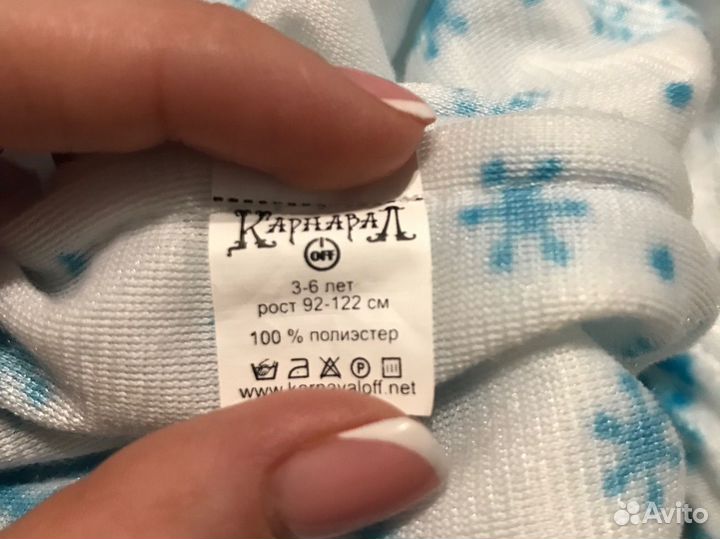 КарнаваЛ
OFF
3-6 лет
рост 92-122 см
100 % полиэстер
P
www.karnavaloff.net
Avito